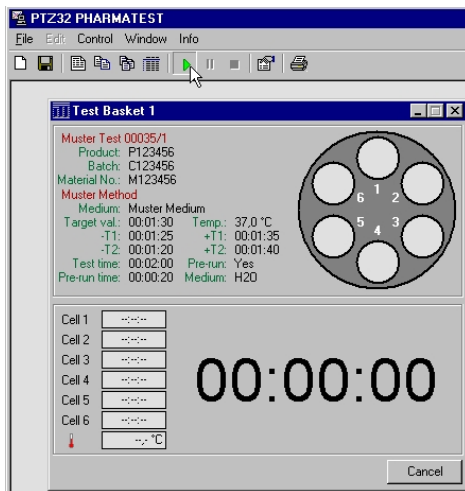 PTZ32 PHARMATEST
File Edit Control Window Info
Test Basket 1
Muster Test 00035/1
Product: P123456
Batch: C123456
Material No.: M123456
Muster Method
Medium: Muster Medium
Target val.: 00:01:30 Temp.: 37,0 °C
-T1: 00:01:25 +T1: 00:01:35
-T2: 00:01:20 +T2: 00:01:40
Test time: 00:02:00 Pre-run: Yes
Pre-run time: 00:00:20 Medium: H2O
1
6 2
5 3
4
Cell 1 --:--:--
Cell 2 --:--:--
Cell 3 --:--:--
Cell 4 --:--:--
Cell 5 --:--:--
Cell 6 --:--:--
--,- °C
00:00:00
Cancel